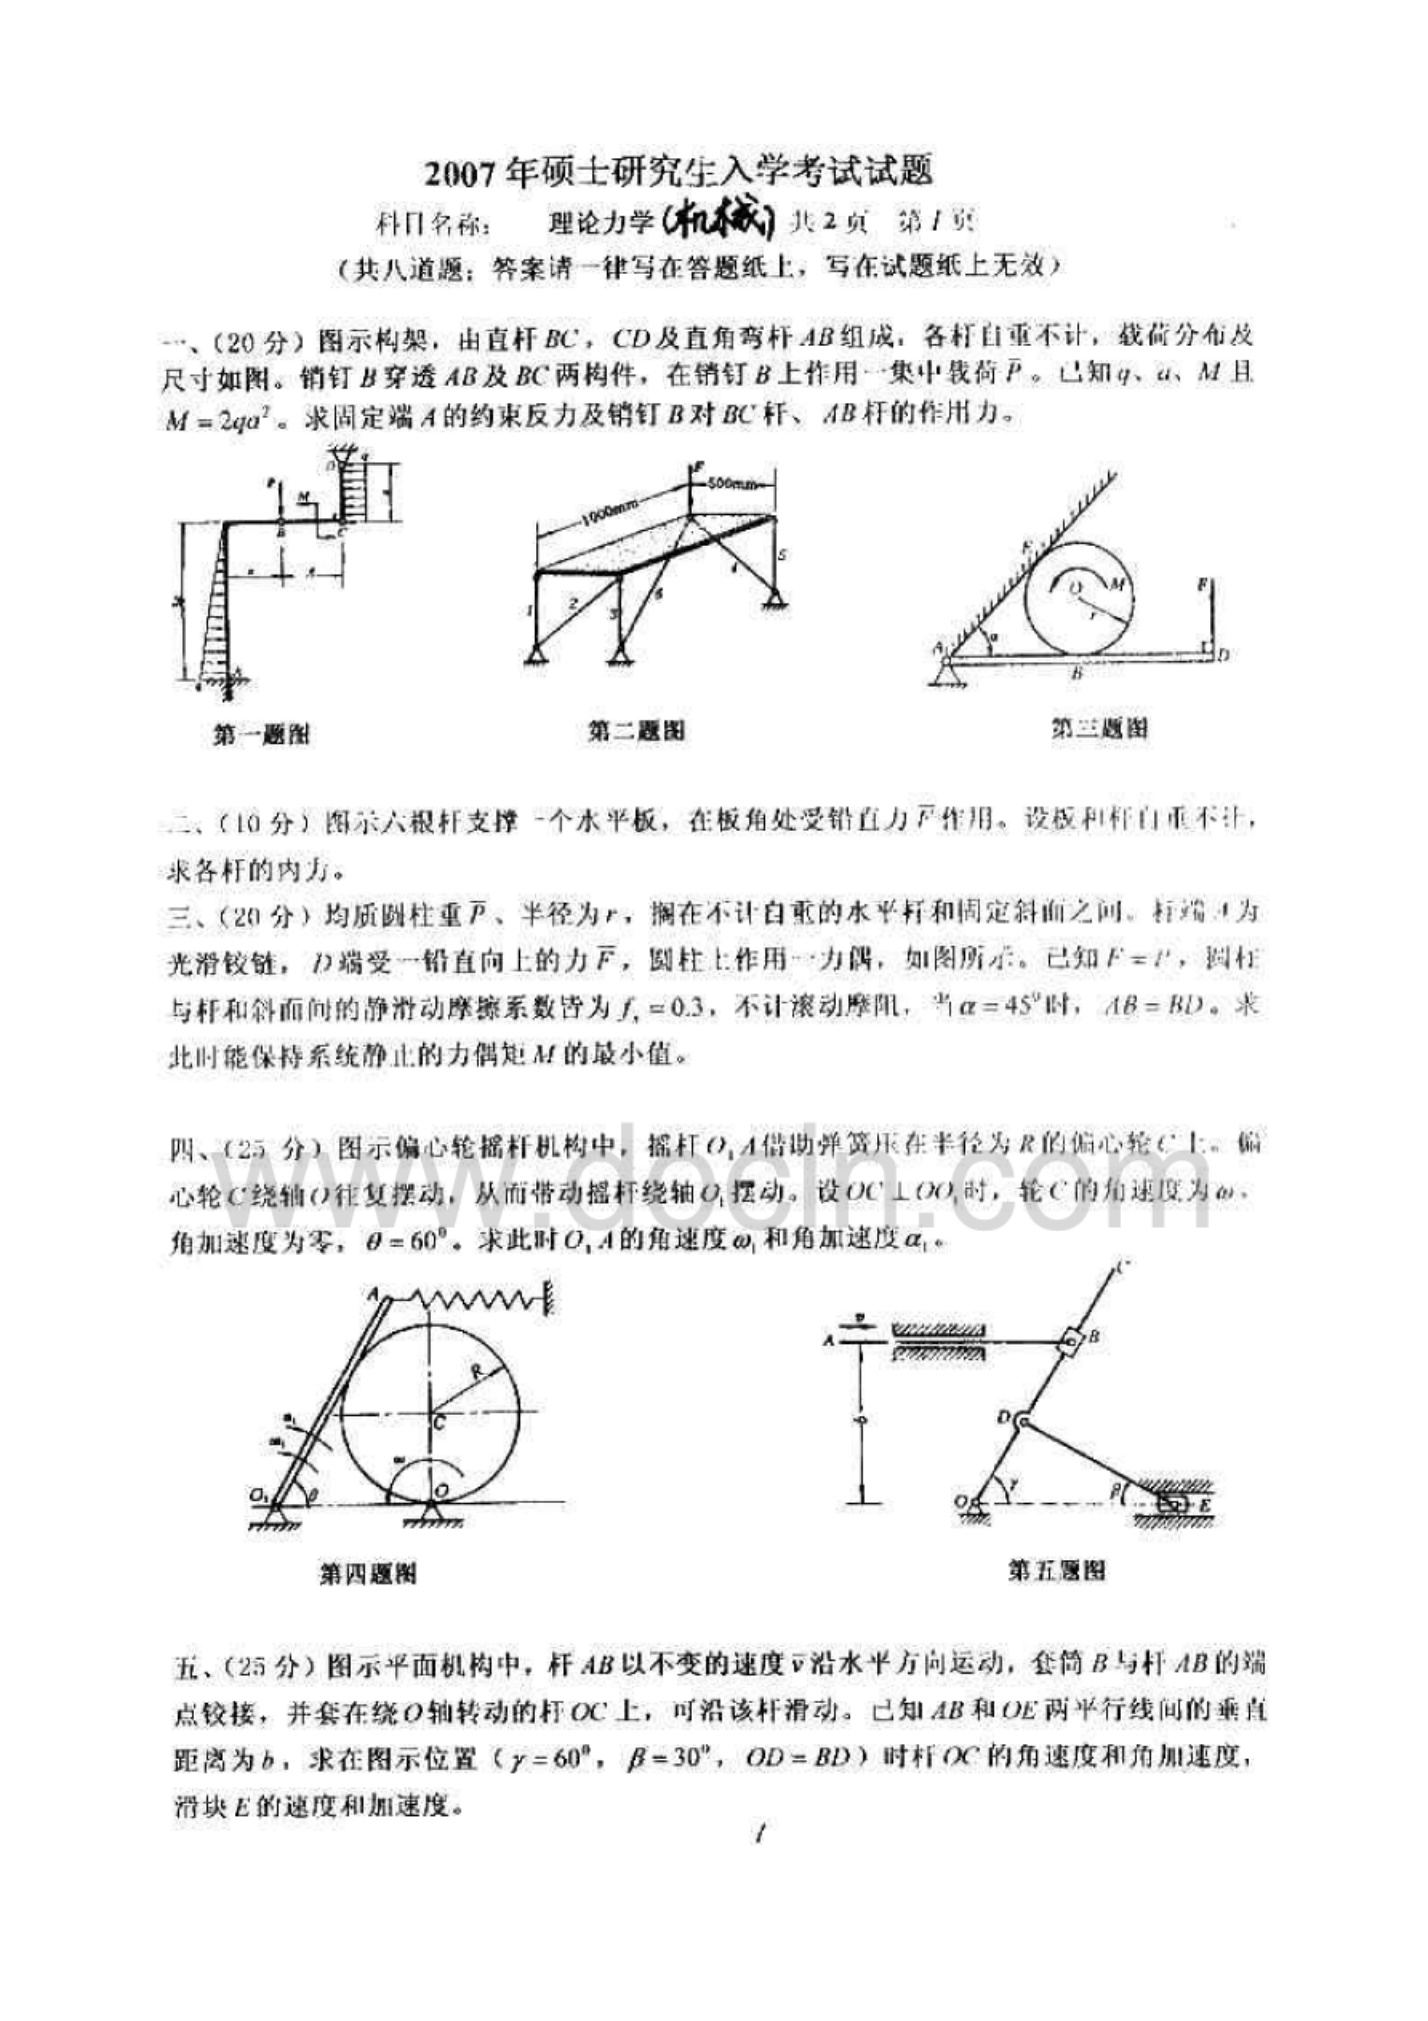 2007年硕士研究生入学考试试题
科目名称： 理论力学(机械) 共2页 第1页
（共八道题；答案请一律写在答题纸上，写在试题纸上无效）
一、（20分）图示构架，由直杆BC，CD及直角弯杆AB组成，各杆自重不计，载荷分布及
尺寸如图。销钉B穿透AB及BC两构件，在销钉B上作用一集中载荷P。已知q、a、M且
M=2qa²。求固定端A的约束反力及销钉B对BC杆、AB杆的作用力。
P M D q B C
F 500mm 1000mm 1 2 3 4 5 6
E O M r α A B D F
第一题图 第二题图 第三题图
二、（10分）图示六根杆支撑一个水平板，在板角处受铅直力F作用。设板和杆自重不计，
求各杆的内力。
三、（20分）均质圆柱重P、半径为r，搁在不计自重的水平杆和固定斜面之间。杆端A为
光滑铰链，D端受一铅直向上的力F，圆柱上作用一力偶，如图所示。已知F=P，圆柱
与杆和斜面间的静滑动摩擦系数皆为fs=0.3，不计滚动摩阻，当α=45⁰时，AB=BD。求
此时能保持系统静止的力偶矩M的最小值。
四、（25 分）图示偏心轮摇杆机构中，摇杆O₁A借助弹簧压在半径为R的偏心轮C上。偏
心轮C绕轴O往复摆动，从而带动摇杆绕轴O₁摆动。设OC⊥OO₁时，轮C的角速度为ω，
角加速度为零，θ=60⁰。求此时O₁A的角速度ω₁和角加速度α₁。
www.docin.com
A R C α₁ ω₁ ω O₁ θ O
C v A B b D O γ β E
第四题图 第五题图
五、（25分）图示平面机构中，杆AB以不变的速度v沿水平方向运动，套筒B与杆AB的端
点铰接，并套在绕O轴转动的杆OC上，可沿该杆滑动。已知AB和OE两平行线间的垂直
距离为b，求在图示位置（γ=60⁰，β=30⁰，OD=BD）时杆OC的角速度和角加速度，
滑块E的速度和加速度。
1